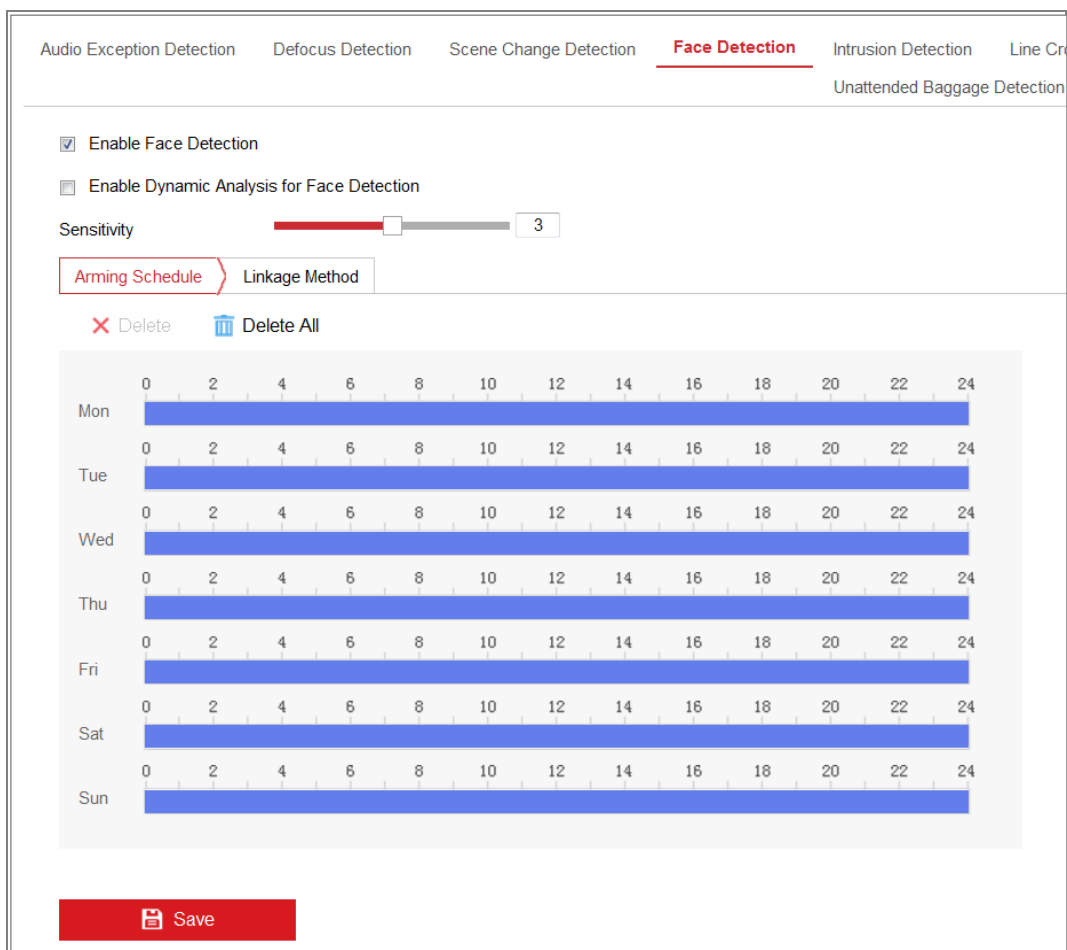 Audio Exception Detection Defocus Detection Scene Change Detection Face Detection Intrusion Detection Line Cro
Unattended Baggage Detection
Enable Face Detection
Enable Dynamic Analysis for Face Detection
Sensitivity 3
Arming Schedule Linkage Method
Delete Delete All
0 2 4 6 8 10 12 14 16 18 20 22 24
Mon
0 2 4 6 8 10 12 14 16 18 20 22 24
Tue
0 2 4 6 8 10 12 14 16 18 20 22 24
Wed
0 2 4 6 8 10 12 14 16 18 20 22 24
Thu
0 2 4 6 8 10 12 14 16 18 20 22 24
Fri
0 2 4 6 8 10 12 14 16 18 20 22 24
Sat
0 2 4 6 8 10 12 14 16 18 20 22 24
Sun
Save